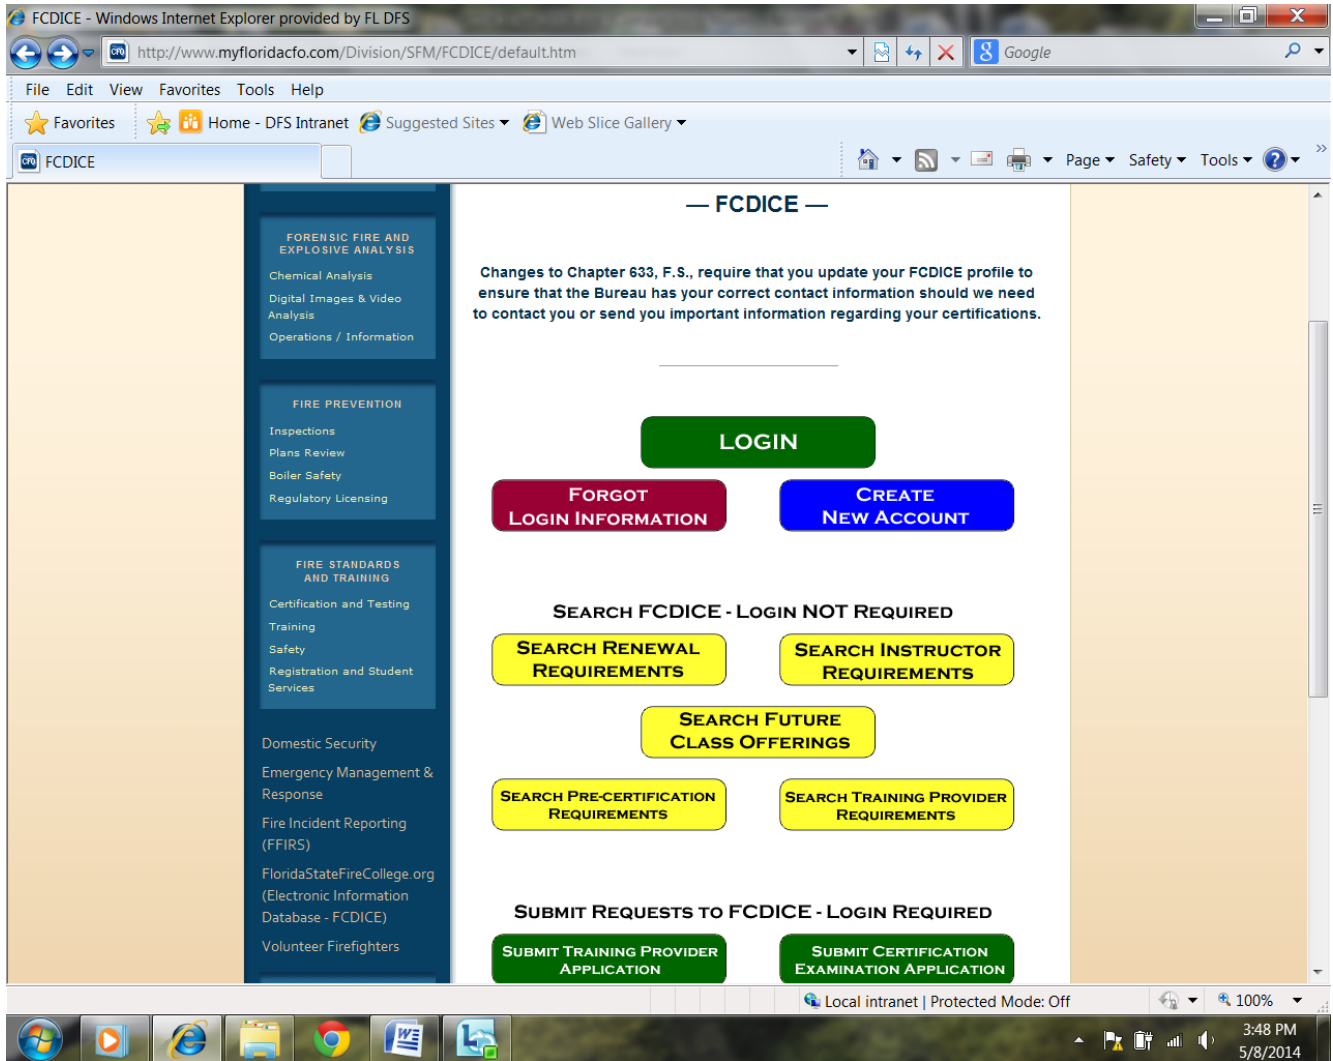 FCDICE - Windows Internet Explorer provided by FL DFS
http://www.myfloridacfo.com/Division/SFM/FCDICE/default.htm
Google
File Edit View Favorites Tools Help
Favorites Home - DFS Intranet Suggested Sites Web Slice Gallery
FCDICE
Page Safety Tools
— FCDICE —
Changes to Chapter 633, F.S., require that you update your FCDICE profile to
ensure that the Bureau has your correct contact information should we need
to contact you or send you important information regarding your certifications.
LOGIN
FORGOT
LOGIN INFORMATION
CREATE
NEW ACCOUNT
SEARCH FCDICE - LOGIN NOT REQUIRED
SEARCH RENEWAL
REQUIREMENTS
SEARCH INSTRUCTOR
REQUIREMENTS
SEARCH FUTURE
CLASS OFFERINGS
SEARCH PRE-CERTIFICATION
REQUIREMENTS
SEARCH TRAINING PROVIDER
REQUIREMENTS
SUBMIT REQUESTS TO FCDICE - LOGIN REQUIRED
SUBMIT TRAINING PROVIDER
APPLICATION
SUBMIT CERTIFICATION
EXAMINATION APPLICATION
FORENSIC FIRE AND
EXPLOSIVE ANALYSIS
Chemical Analysis
Digital Images & Video
Analysis
Operations / Information
FIRE PREVENTION
Inspections
Plans Review
Boiler Safety
Regulatory Licensing
FIRE STANDARDS
AND TRAINING
Certification and Testing
Training
Safety
Registration and Student
Services
Domestic Security
Emergency Management &
Response
Fire Incident Reporting
(FFIRS)
FloridaStateFireCollege.org
(Electronic Information
Database - FCDICE)
Volunteer Firefighters
Local intranet | Protected Mode: Off
100%
3:48 PM
5/8/2014